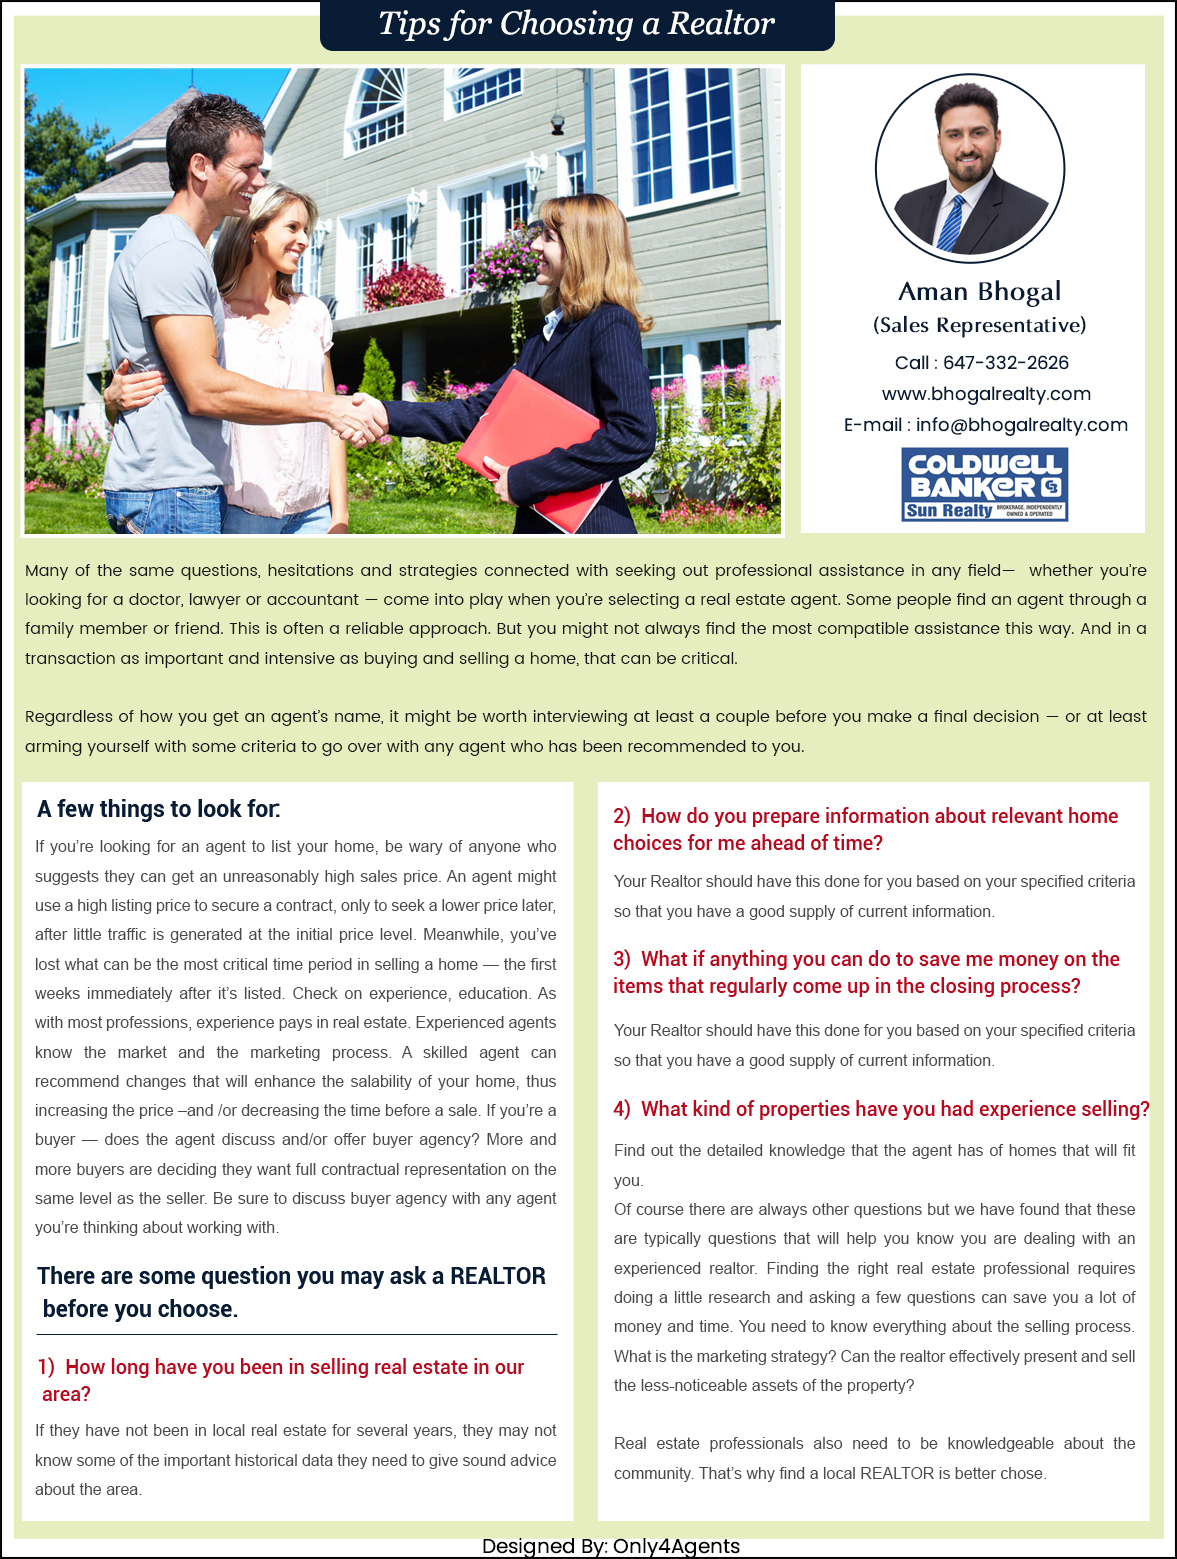 Tips for Choosing a Realtor
Aman Bhogal
(Sales Representative)
Call : 647-332-2626
www.bhogalrealty.com
E-mail : info@bhogalrealty.com
COLDWELL
BANKER CB
Sun Realty BROKERAGE, INDEPENDENTLY
OWNED & OPERATED
Many of the same questions, hesitations and strategies connected with seeking out professional assistance in any field— whether you're
looking for a doctor, lawyer or accountant — come into play when you're selecting a real estate agent. Some people find an agent through a
family member or friend. This is often a reliable approach. But you might not always find the most compatible assistance this way. And in a
transaction as important and intensive as buying and selling a home, that can be critical.
Regardless of how you get an agent's name, it might be worth interviewing at least a couple before you make a final decision — or at least
arming yourself with some criteria to go over with any agent who has been recommended to you.
A few things to look for:
If you're looking for an agent to list your home, be wary of anyone who
suggests they can get an unreasonably high sales price. An agent might
use a high listing price to secure a contract, only to seek a lower price later,
after little traffic is generated at the initial price level. Meanwhile, you've
lost what can be the most critical time period in selling a home — the first
weeks immediately after it's listed. Check on experience, education. As
with most professions, experience pays in real estate. Experienced agents
know the market and the marketing process. A skilled agent can
recommend changes that will enhance the salability of your home, thus
increasing the price –and /or decreasing the time before a sale. If you're a
buyer — does the agent discuss and/or offer buyer agency? More and
more buyers are deciding they want full contractual representation on the
same level as the seller. Be sure to discuss buyer agency with any agent
you're thinking about working with.
There are some question you may ask a REALTOR
before you choose.
1) How long have you been in selling real estate in our
area?
If they have not been in local real estate for several years, they may not
know some of the important historical data they need to give sound advice
about the area.
2) How do you prepare information about relevant home
choices for me ahead of time?
Your Realtor should have this done for you based on your specified criteria
so that you have a good supply of current information.
3) What if anything you can do to save me money on the
items that regularly come up in the closing process?
Your Realtor should have this done for you based on your specified criteria
so that you have a good supply of current information.
4) What kind of properties have you had experience selling?
Find out the detailed knowledge that the agent has of homes that will fit
you.
Of course there are always other questions but we have found that these
are typically questions that will help you know you are dealing with an
experienced realtor. Finding the right real estate professional requires
doing a little research and asking a few questions can save you a lot of
money and time. You need to know everything about the selling process.
What is the marketing strategy? Can the realtor effectively present and sell
the less-noticeable assets of the property?
Real estate professionals also need to be knowledgeable about the
community. That's why find a local REALTOR is better chose.
Designed By: Only4Agents